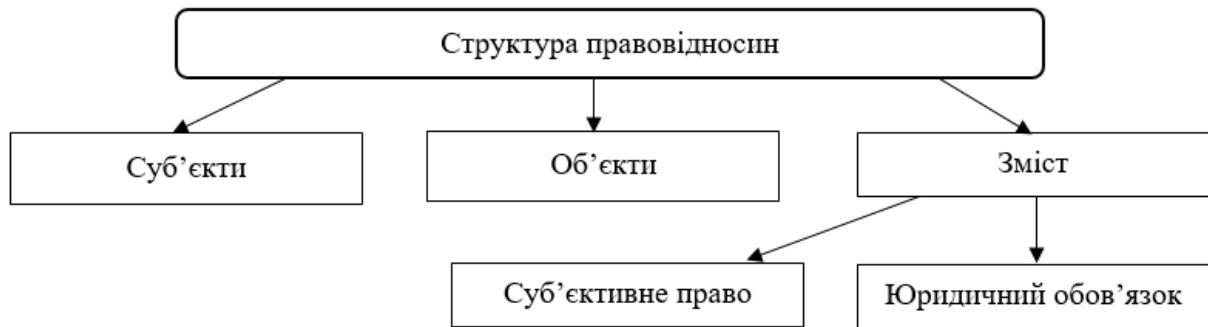 Структура правовідносин
Суб’єкти
Об’єкти
Зміст
Суб’єктивне право
Юридичний обов’язок